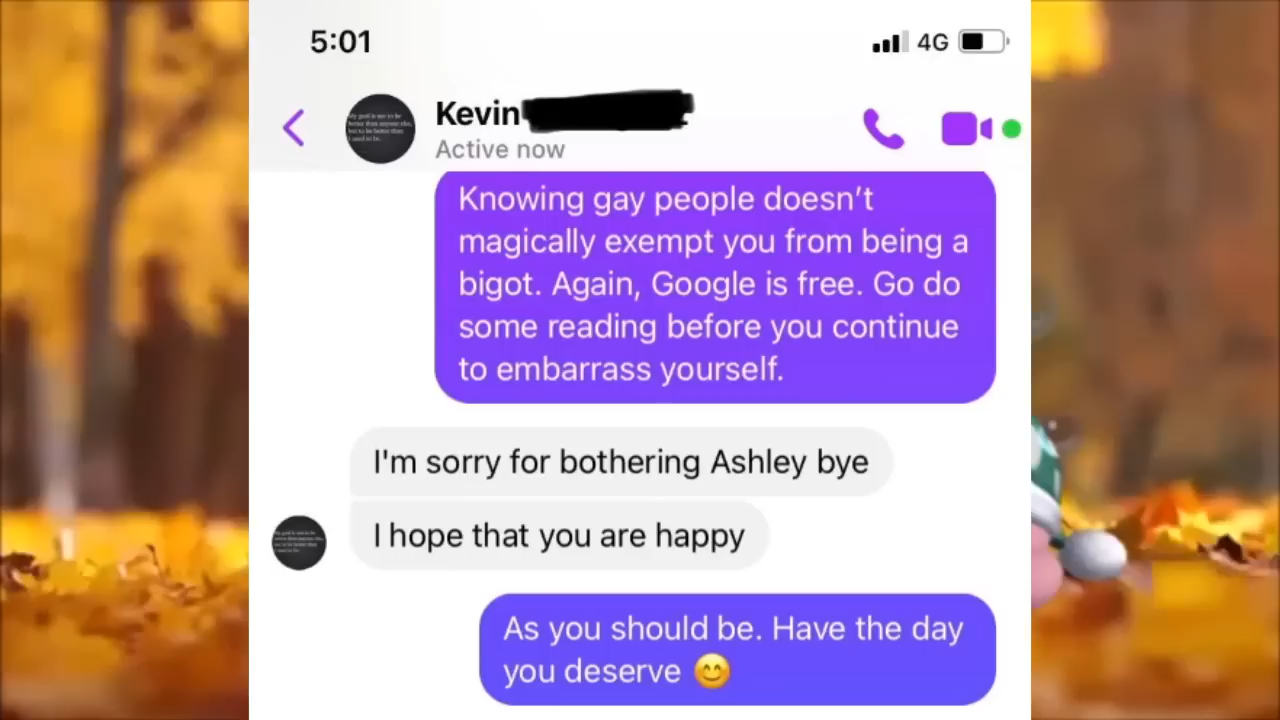 5:01
4G
Kevin
Active now
Knowing gay people doesn’t
magically exempt you from being a
bigot. Again, Google is free. Go do
some reading before you continue
to embarrass yourself.
I'm sorry for bothering Ashley bye
I hope that you are happy
As you should be. Have the day
you deserve 😊